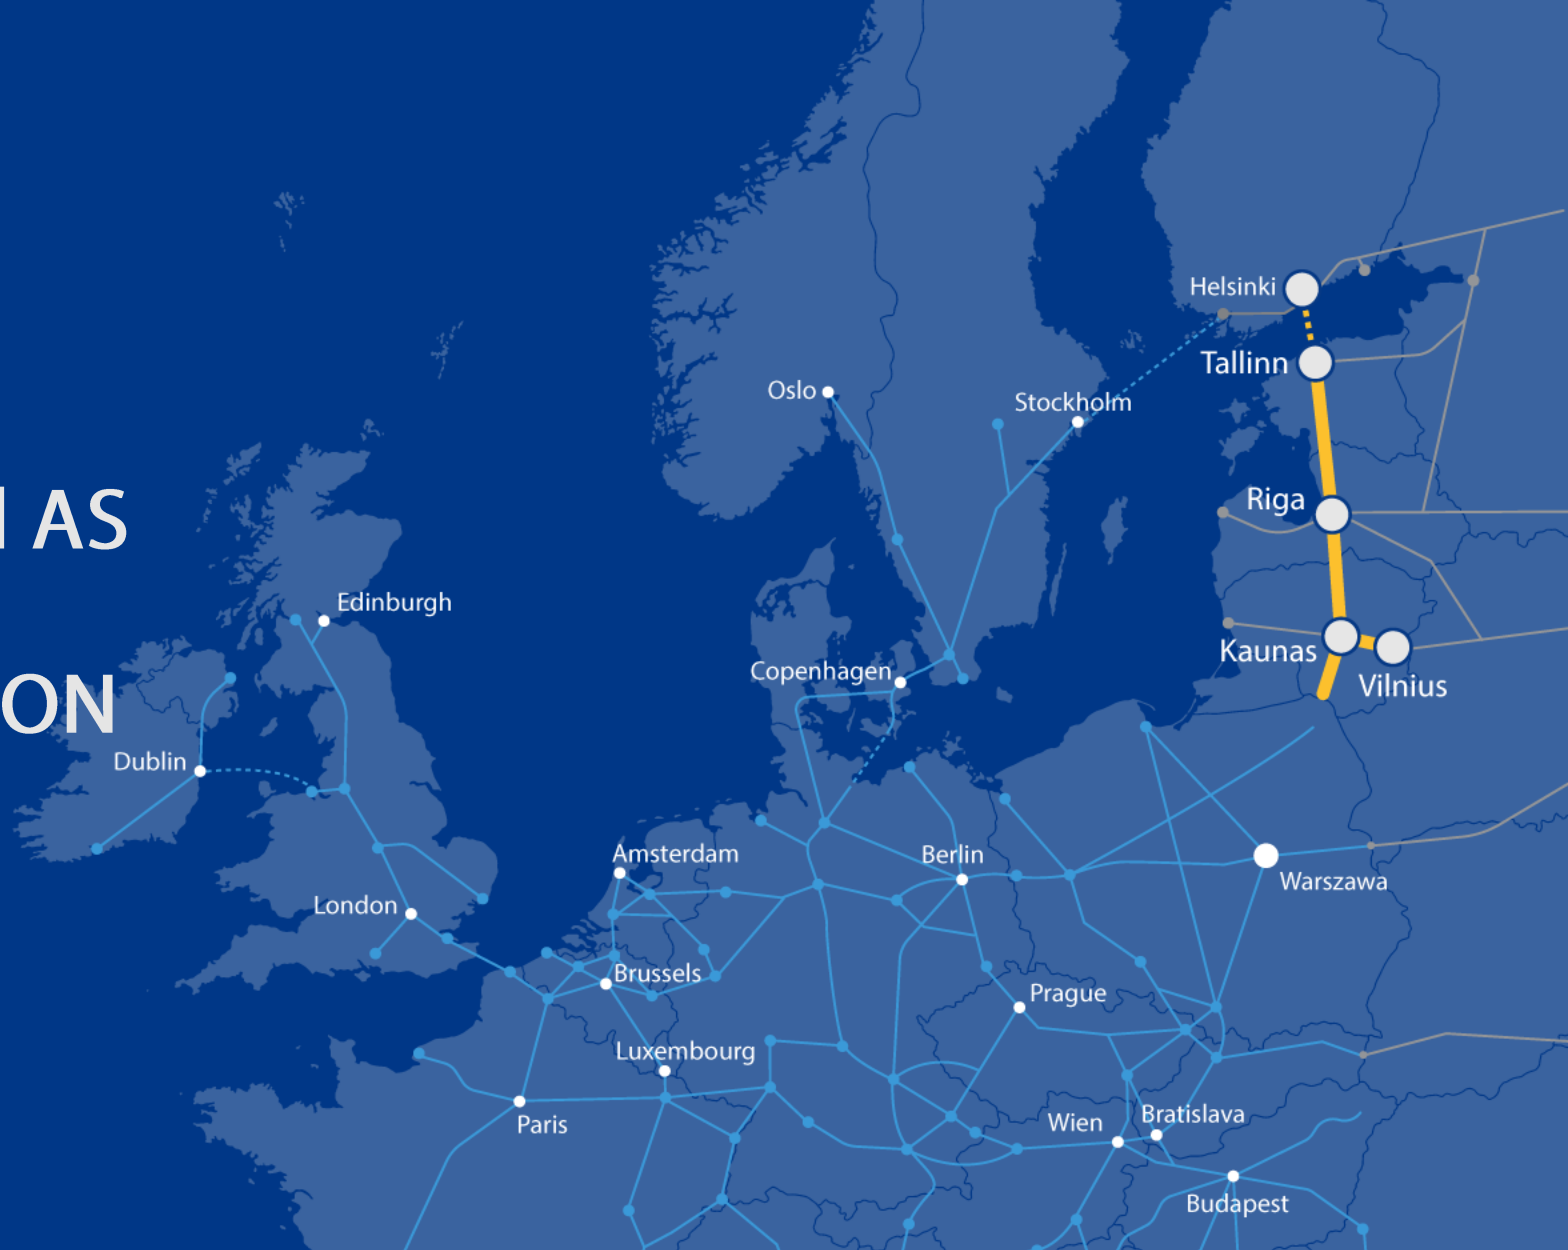 Helsinki
Tallinn
Oslo
Stockholm
Riga
AS
Edinburgh
Kaunas
Copenhagen
Vilnius
ON
Dublin
Amsterdam
Berlin
Warszawa
London
Brussels
Prague
Luxembourg
Paris
Wien
Bratislava
Budapest